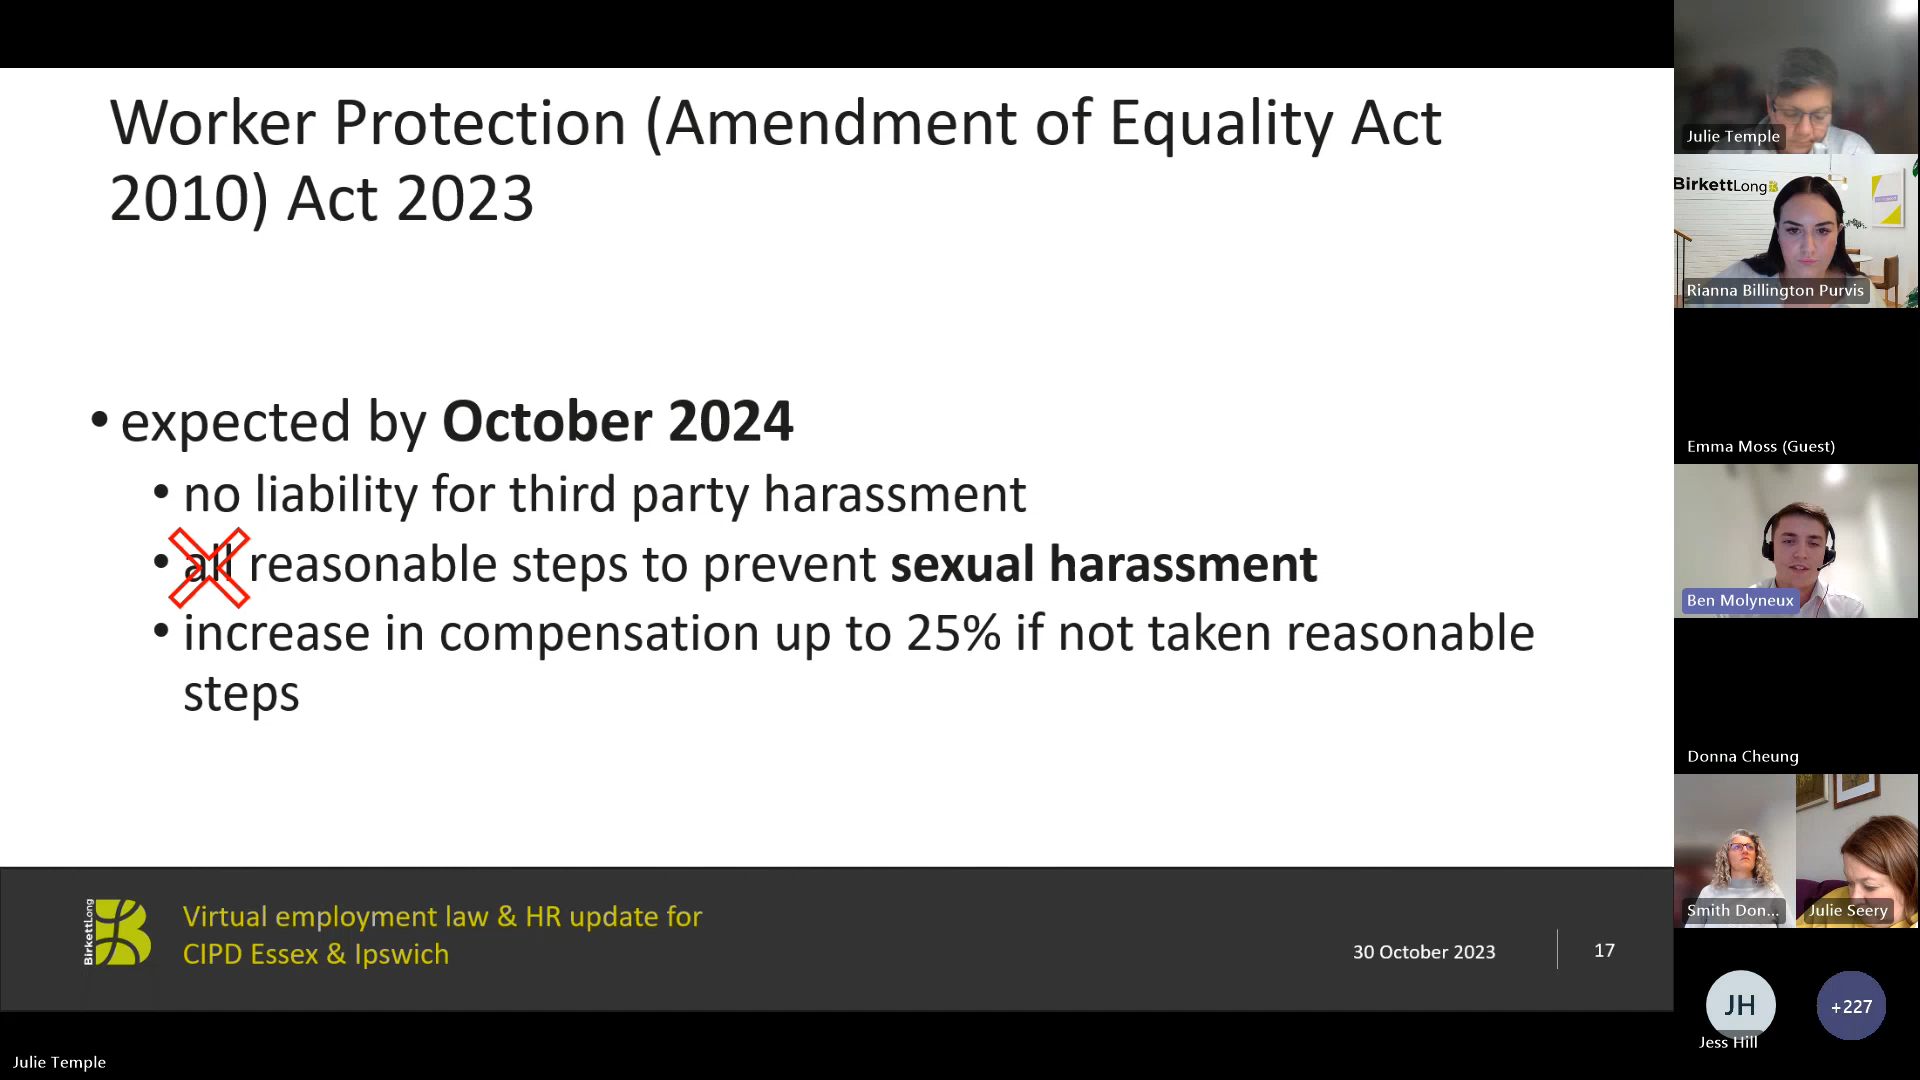 Worker Protection (Amendment of Equality Act
2010) Act 2023
• expected by October 2024
• no liability for third party harassment
• all reasonable steps to prevent sexual harassment
• increase in compensation up to 25% if not taken reasonable
steps
BirkettLong
Virtual employment law & HR update for
CIPD Essex & Ipswich
30 October 2023
17
Julie Temple
Julie Temple
BirkettLong
Rianna Billington Purvis
Emma Moss (Guest)
Ben Molyneux
Donna Cheung
Smith Don...
Julie Seery
JH
Jess Hill
+227